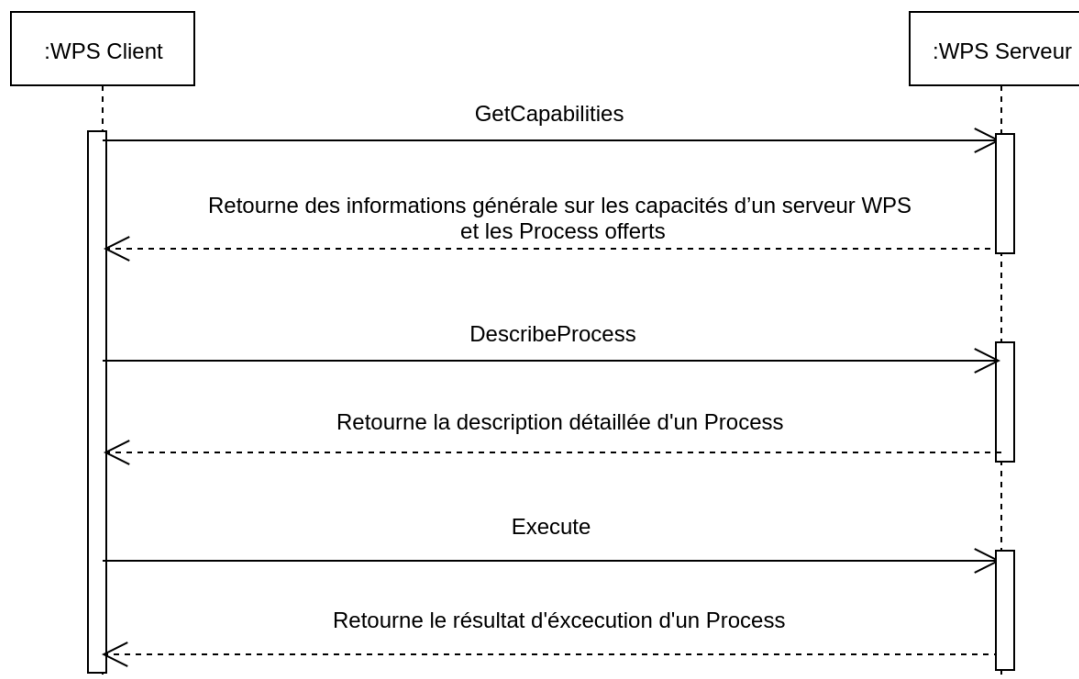 :WPS Client
:WPS Serveur
GetCapabilities
Retourne des informations générale sur les capacités d’un serveur WPS
et les Process offerts
DescribeProcess
Retourne la description détaillée d'un Process
Execute
Retourne le résultat d'éxcecution d'un Process